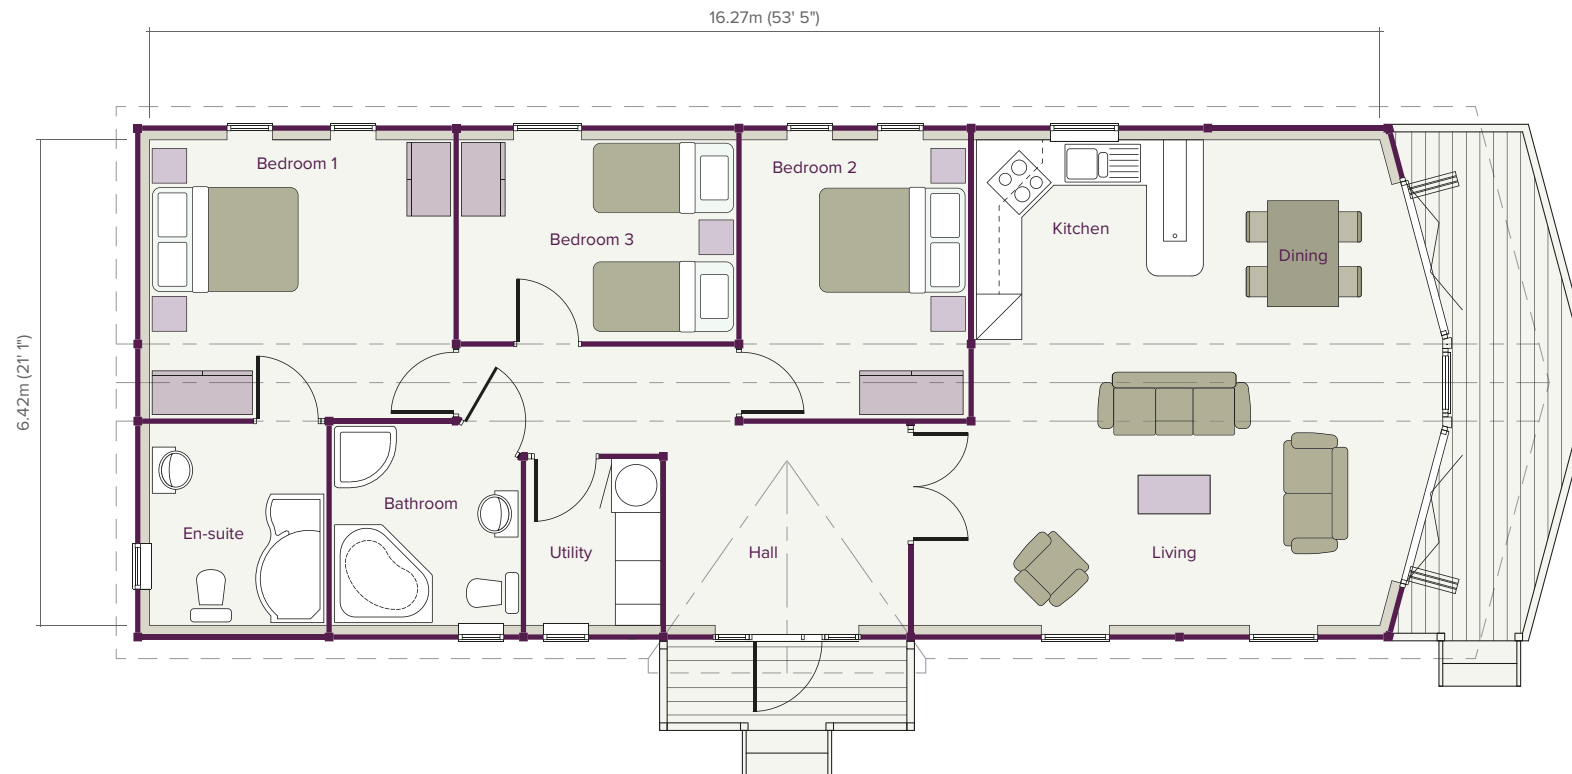 16.27m (53' 5")
6.42m (21' 1")
Bedroom 1
Bedroom 2
Bedroom 3
Kitchen
Dining
En-suite
Bathroom
Utility
Hall
Living